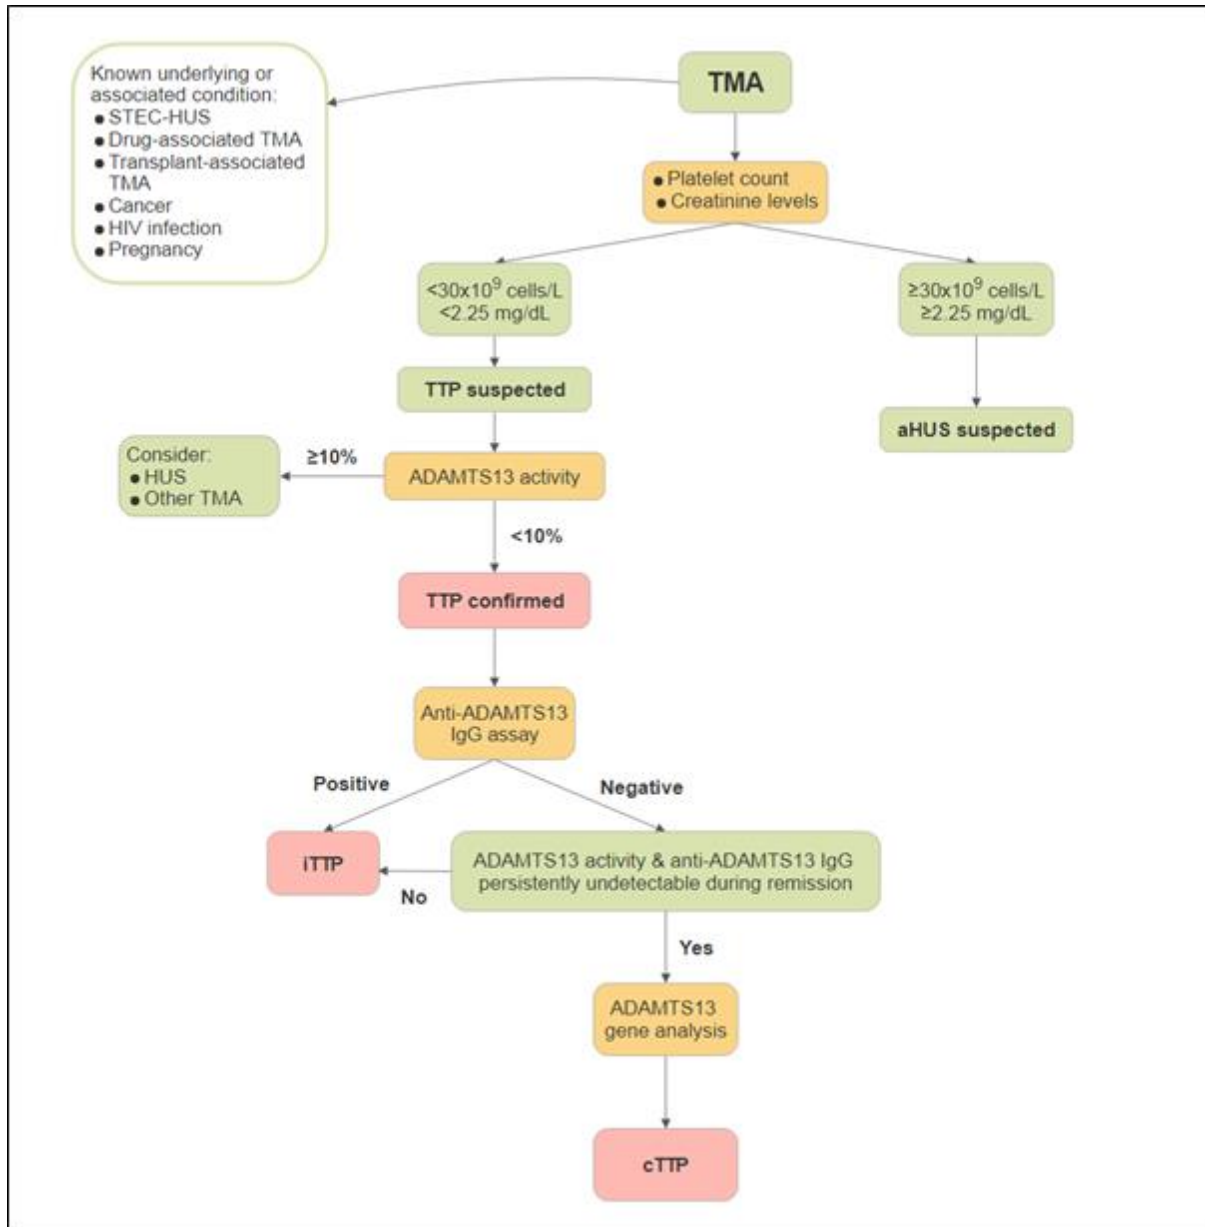 TMA
Known underlying or
associated condition:
● STEC-HUS
● Drug-associated TMA
● Transplant-associated
TMA
● Cancer
● HIV infection
● Pregnancy
● Platelet count
● Creatinine levels
<30x10⁹ cells/L
<2.25 mg/dL
≥30x10⁹ cells/L
≥2.25 mg/dL
TTP suspected
aHUS suspected
Consider:
● HUS
● Other TMA
≥10%
ADAMTS13 activity
<10%
TTP confirmed
Anti-ADAMTS13
IgG assay
Positive
Negative
iTTP
ADAMTS13 activity & anti-ADAMTS13 IgG
persistently undetectable during remission
No
Yes
ADAMTS13
gene analysis
cTTP